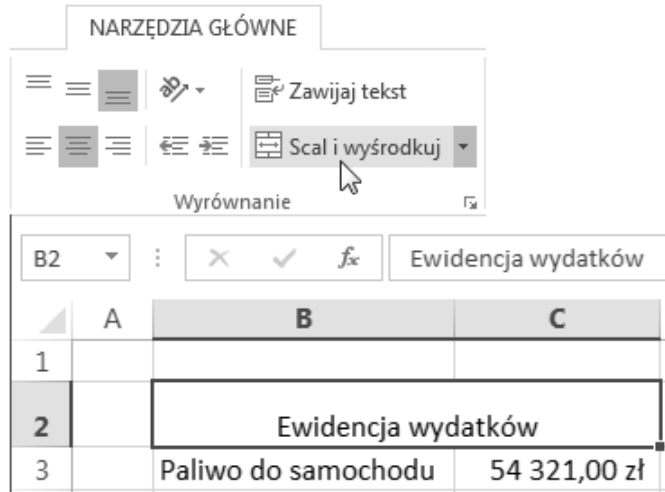 NARZĘDZIA GŁÓWNE
ab Zawijaj tekst
Scal i wyśrodkuj
Wyrównanie
B2 fx Ewidencja wydatków
A B C
1
2 Ewidencja wydatków
3 Paliwo do samochodu 54 321,00 zł